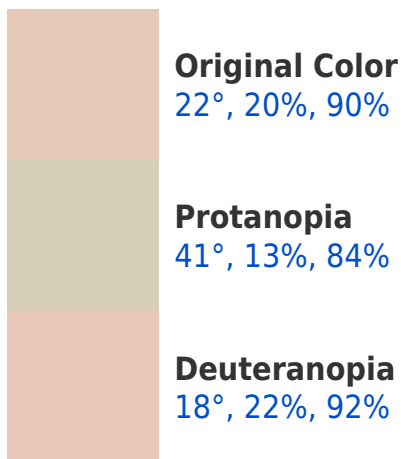 Original Color
22°, 20%, 90%
Protanopia
41°, 13%, 84%
Deuteranopia
18°, 22%, 92%